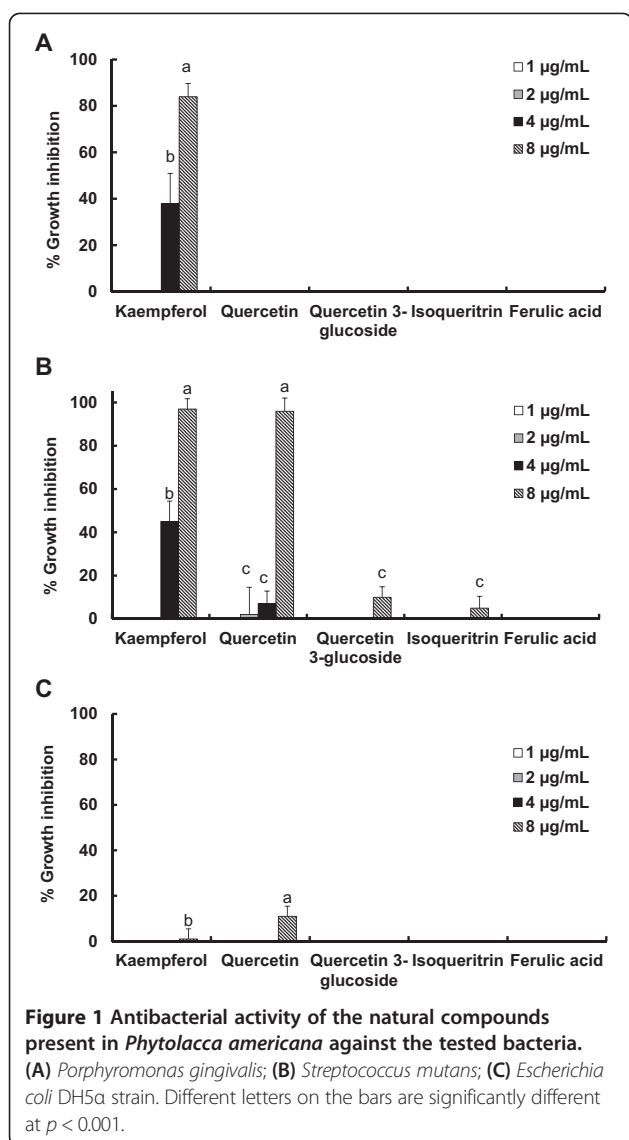 A
100
a
1 µg/mL
2 µg/mL
80
4 µg/mL
8 µg/mL
60
b
40
20
0
% Growth inhibition
Kaempferol Quercetin Quercetin 3- Isoqueritrin Ferulic acid
glucoside
B
a a
100
1 µg/mL
2 µg/mL
80
4 µg/mL
8 µg/mL
60
b
40
20
c c c c
0
% Growth inhibition
Kaempferol Quercetin Quercetin Isoqueritrin Ferulic acid
3-glucoside
C
100
1 µg/mL
80
2 µg/mL
4 µg/mL
60
8 µg/mL
40
20
b a
0
% Growth inhibition
Kaempferol Quercetin Quercetin 3- Isoqueritrin Ferulic acid
glucoside
Figure 1 Antibacterial activity of the natural compounds
present in Phytolacca americana against the tested bacteria.
(A) Porphyromonas gingivalis; (B) Streptococcus mutans; (C) Escherichia
coli DH5α strain. Different letters on the bars are significantly different
at p < 0.001.